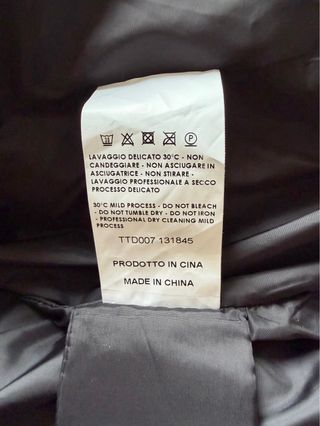 LAVAGGIO DELICATO 30°C - NON
CANDEGGIARE - NON ASCIUGARE IN
ASCIUGATRICE - NON STIRARE -
LAVAGGIO PROFESSIONALE A SECCO
PROCESSO DELICATO
30°C MILD PROCESS - DO NOT BLEACH
- DO NOT TUMBLE DRY - DO NOT IRON
- PROFESSIONAL DRY CLEANING MILD
PROCESS
TTD007 131845
PRODOTTO IN CINA
MADE IN CHINA